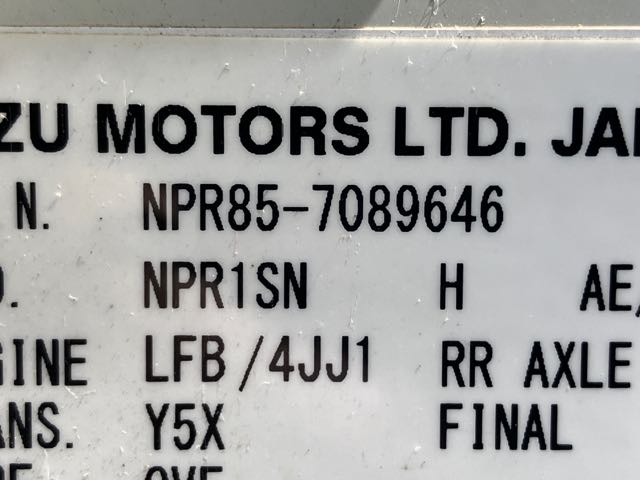 ZU MOTORS LTD. JA
N. NPR85-7089646
D. NPR1SN H AE/
GINE LFB/4JJ1 RR AXLE
ANS. Y5X FINAL